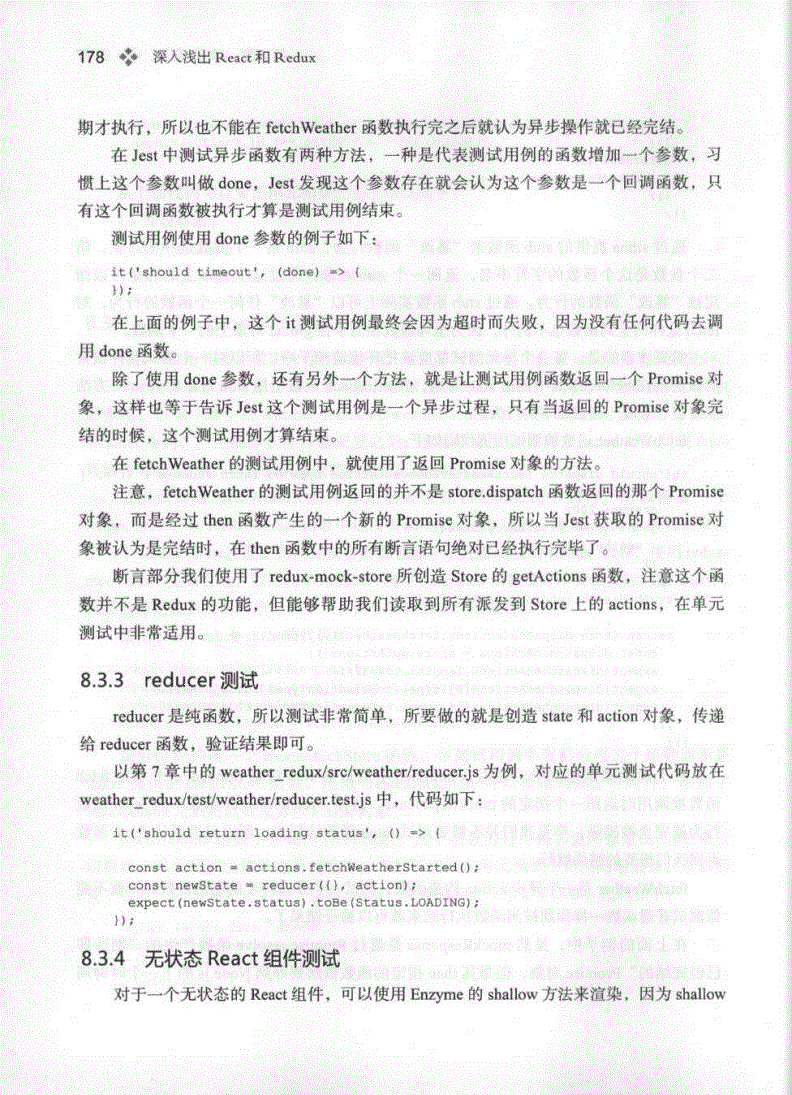 178 深入浅出 React 和 Redux
期才执行，所以也不能在 fetchWeather 函数执行完之后就认为异步操作就已经完结。
在 Jest 中测试异步函数有两种方法，一种是代表测试用例的函数增加一个参数，习
惯上这个参数叫做 done，Jest 发现这个参数存在就会认为这个参数是一个回调函数，只
有这个回调函数被执行才算是测试用例结束。
测试用例使用 done 参数的例子如下：
it('should timeout', (done) => {
});
在上面的例子中，这个 it 测试用例最终会因为超时而失败，因为没有任何代码去调
用 done 函数。
除了使用 done 参数，还有另外一个方法，就是让测试用例函数返回一个 Promise 对
象，这样也等于告诉 Jest 这个测试用例是一个异步过程，只有当返回的 Promise 对象完
结的时候，这个测试用例才算结束。
在 fetchWeather 的测试用例中，就使用了返回 Promise 对象的方法。
注意，fetchWeather 的测试用例返回的并不是 store.dispatch 函数返回的那个 Promise
对象，而是经过 then 函数产生的一个新的 Promise 对象，所以当 Jest 获取的 Promise 对
象被认为是完结时，在 then 函数中的所有断言语句绝对已经执行完毕了。
断言部分我们使用了 redux-mock-store 所创造 Store 的 getActions 函数，注意这个函
数并不是 Redux 的功能，但能够帮助我们读取到所有派发到 Store 上的 actions，在单元
测试中非常适用。
8.3.3 reducer 测试
reducer 是纯函数，所以测试非常简单，所要做的就是创造 state 和 action 对象，传递
给 reducer 函数，验证结果即可。
以第 7 章中的 weather_redux/src/weather/reducer.js 为例，对应的单元测试代码放在
weather_redux/test/weather/reducer.test.js 中，代码如下：
it('should return loading status', () => {
const action = actions.fetchWeatherStarted();
const newState = reducer({}, action);
expect(newState.status).toBe(Status.LOADING);
});
8.3.4 无状态 React 组件测试
对于一个无状态的 React 组件，可以使用 Enzyme 的 shallow 方法来渲染，因为 shallow